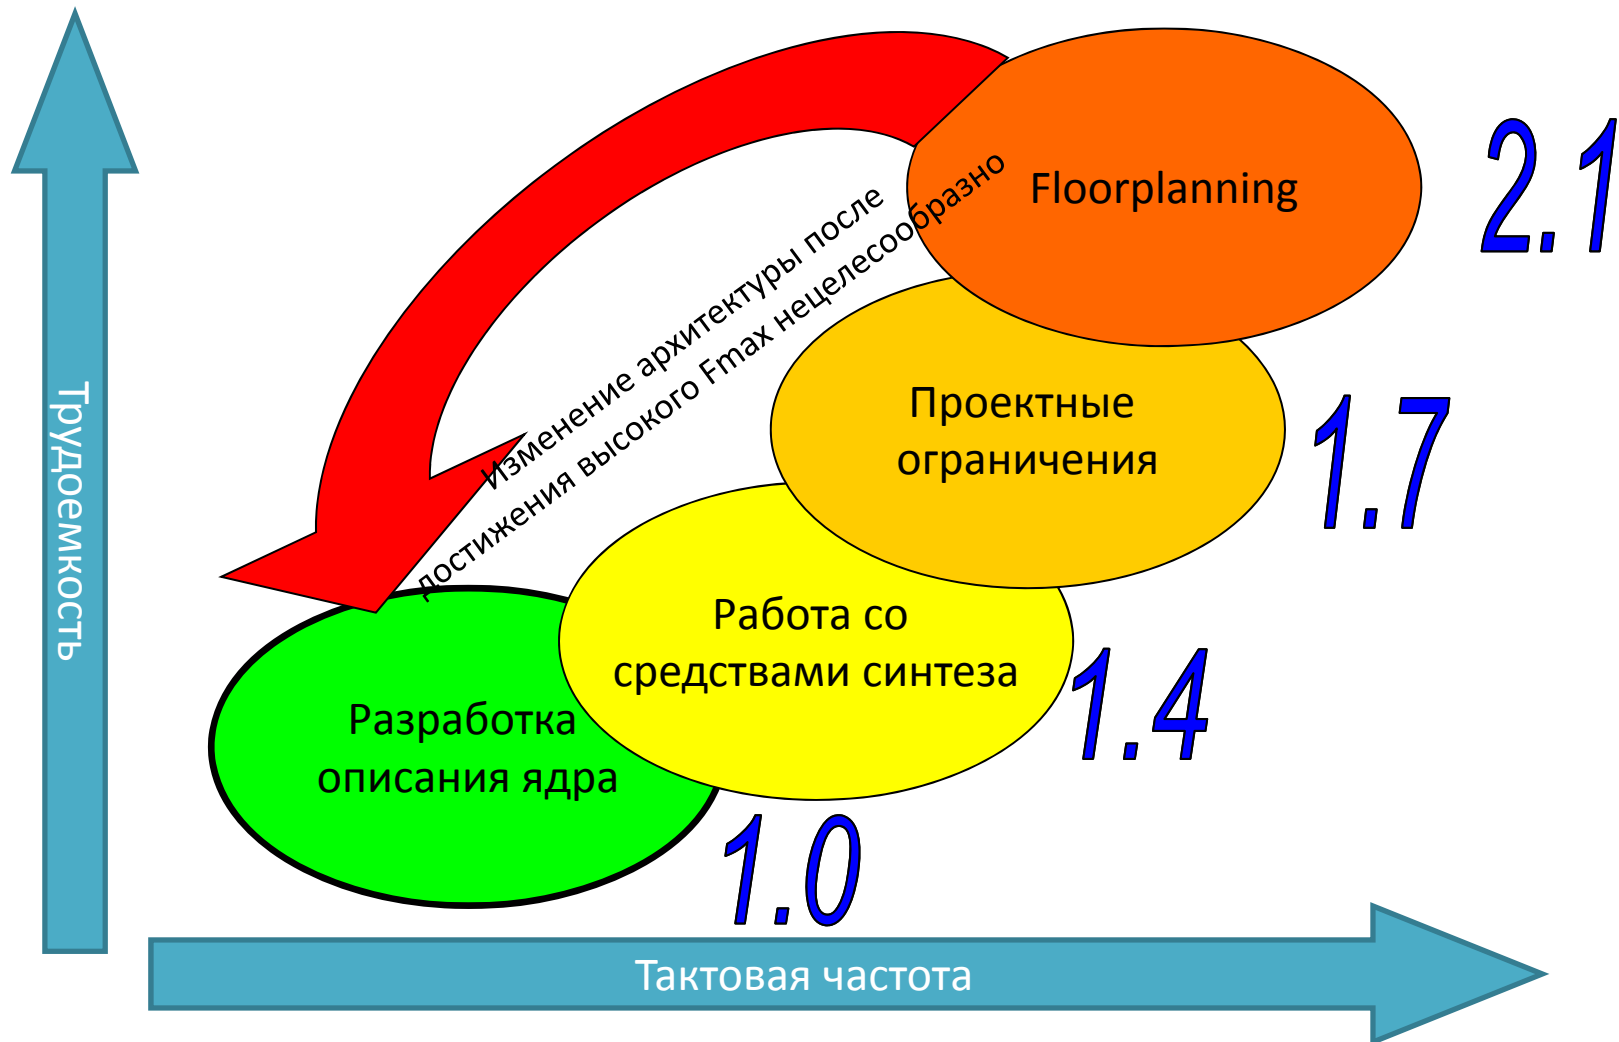 Трудоемкость
Изменение архитектуры после
достижения высокого Fmax нецелесообразно
Floorplanning
2.1
Проектные
ограничения
1.7
Работа со
средствами синтеза
1.4
Разработка
описания ядра
1.0
Тактовая частота